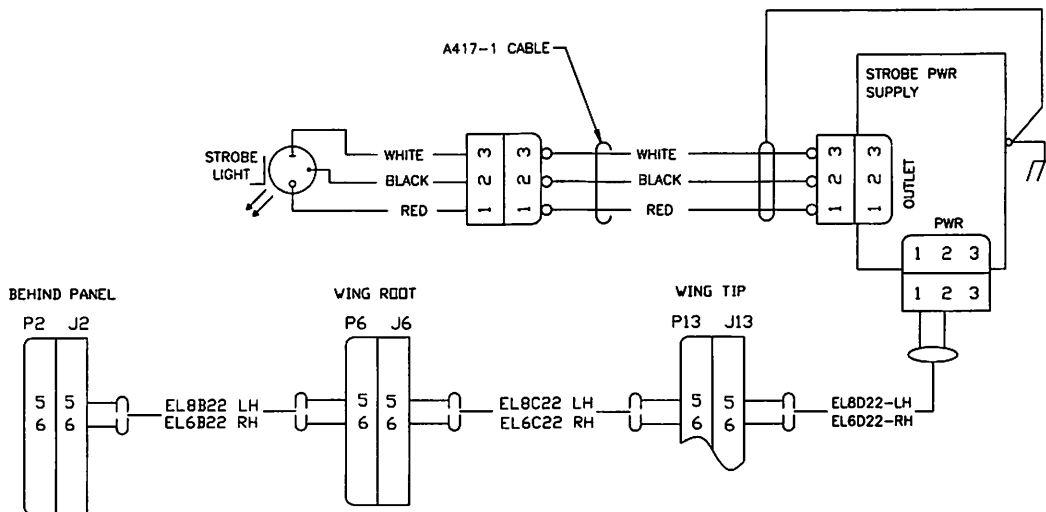 A417-1 CABLE
STROBE PWR
SUPPLY
STROBE
LIGHT
WHITE
BLACK
RED
3
2
1
3
2
1
WHITE
BLACK
RED
3
2
1
3
2
1
OUTLET
PWR
1 2 3
1 2 3
BEHIND PANEL
P2 J2
5 5
6 6
EL8B22 LH
EL6B22 RH
WING ROOT
P6 J6
5 5
6 6
EL8C22 LH
EL6C22 RH
WING TIP
P13 J13
5 5
6 6
EL8D22-LH
EL6D22-RH